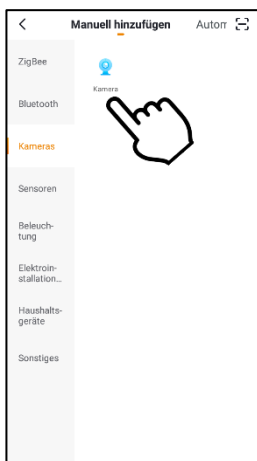 Manuell hinzufügen Autom
ZigBee
Kamera
Bluetooth
Kameras
Sensoren
Beleuch-
tung
Elektroin-
stallation...
Haushalts-
geräte
Sonstiges